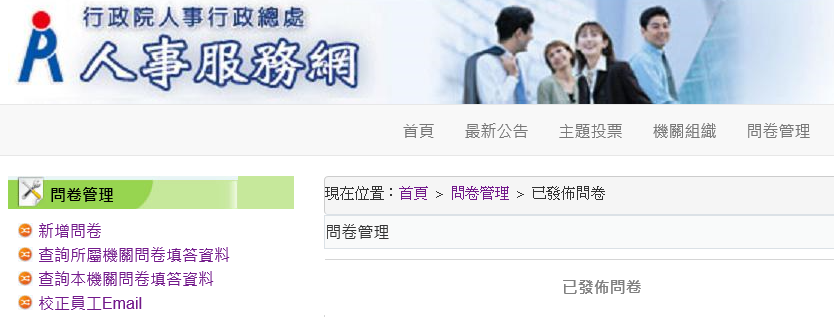 行政院人事行政總處
人事服務網
首頁 最新公告 主題投票 機關組織 問卷管理
問卷管理
新增問卷
查詢所屬機關問卷填答資料
查詢本機關問卷填答資料
校正員工Email
現在位置：首頁 > 問卷管理 > 已發佈問卷
問卷管理
已發佈問卷